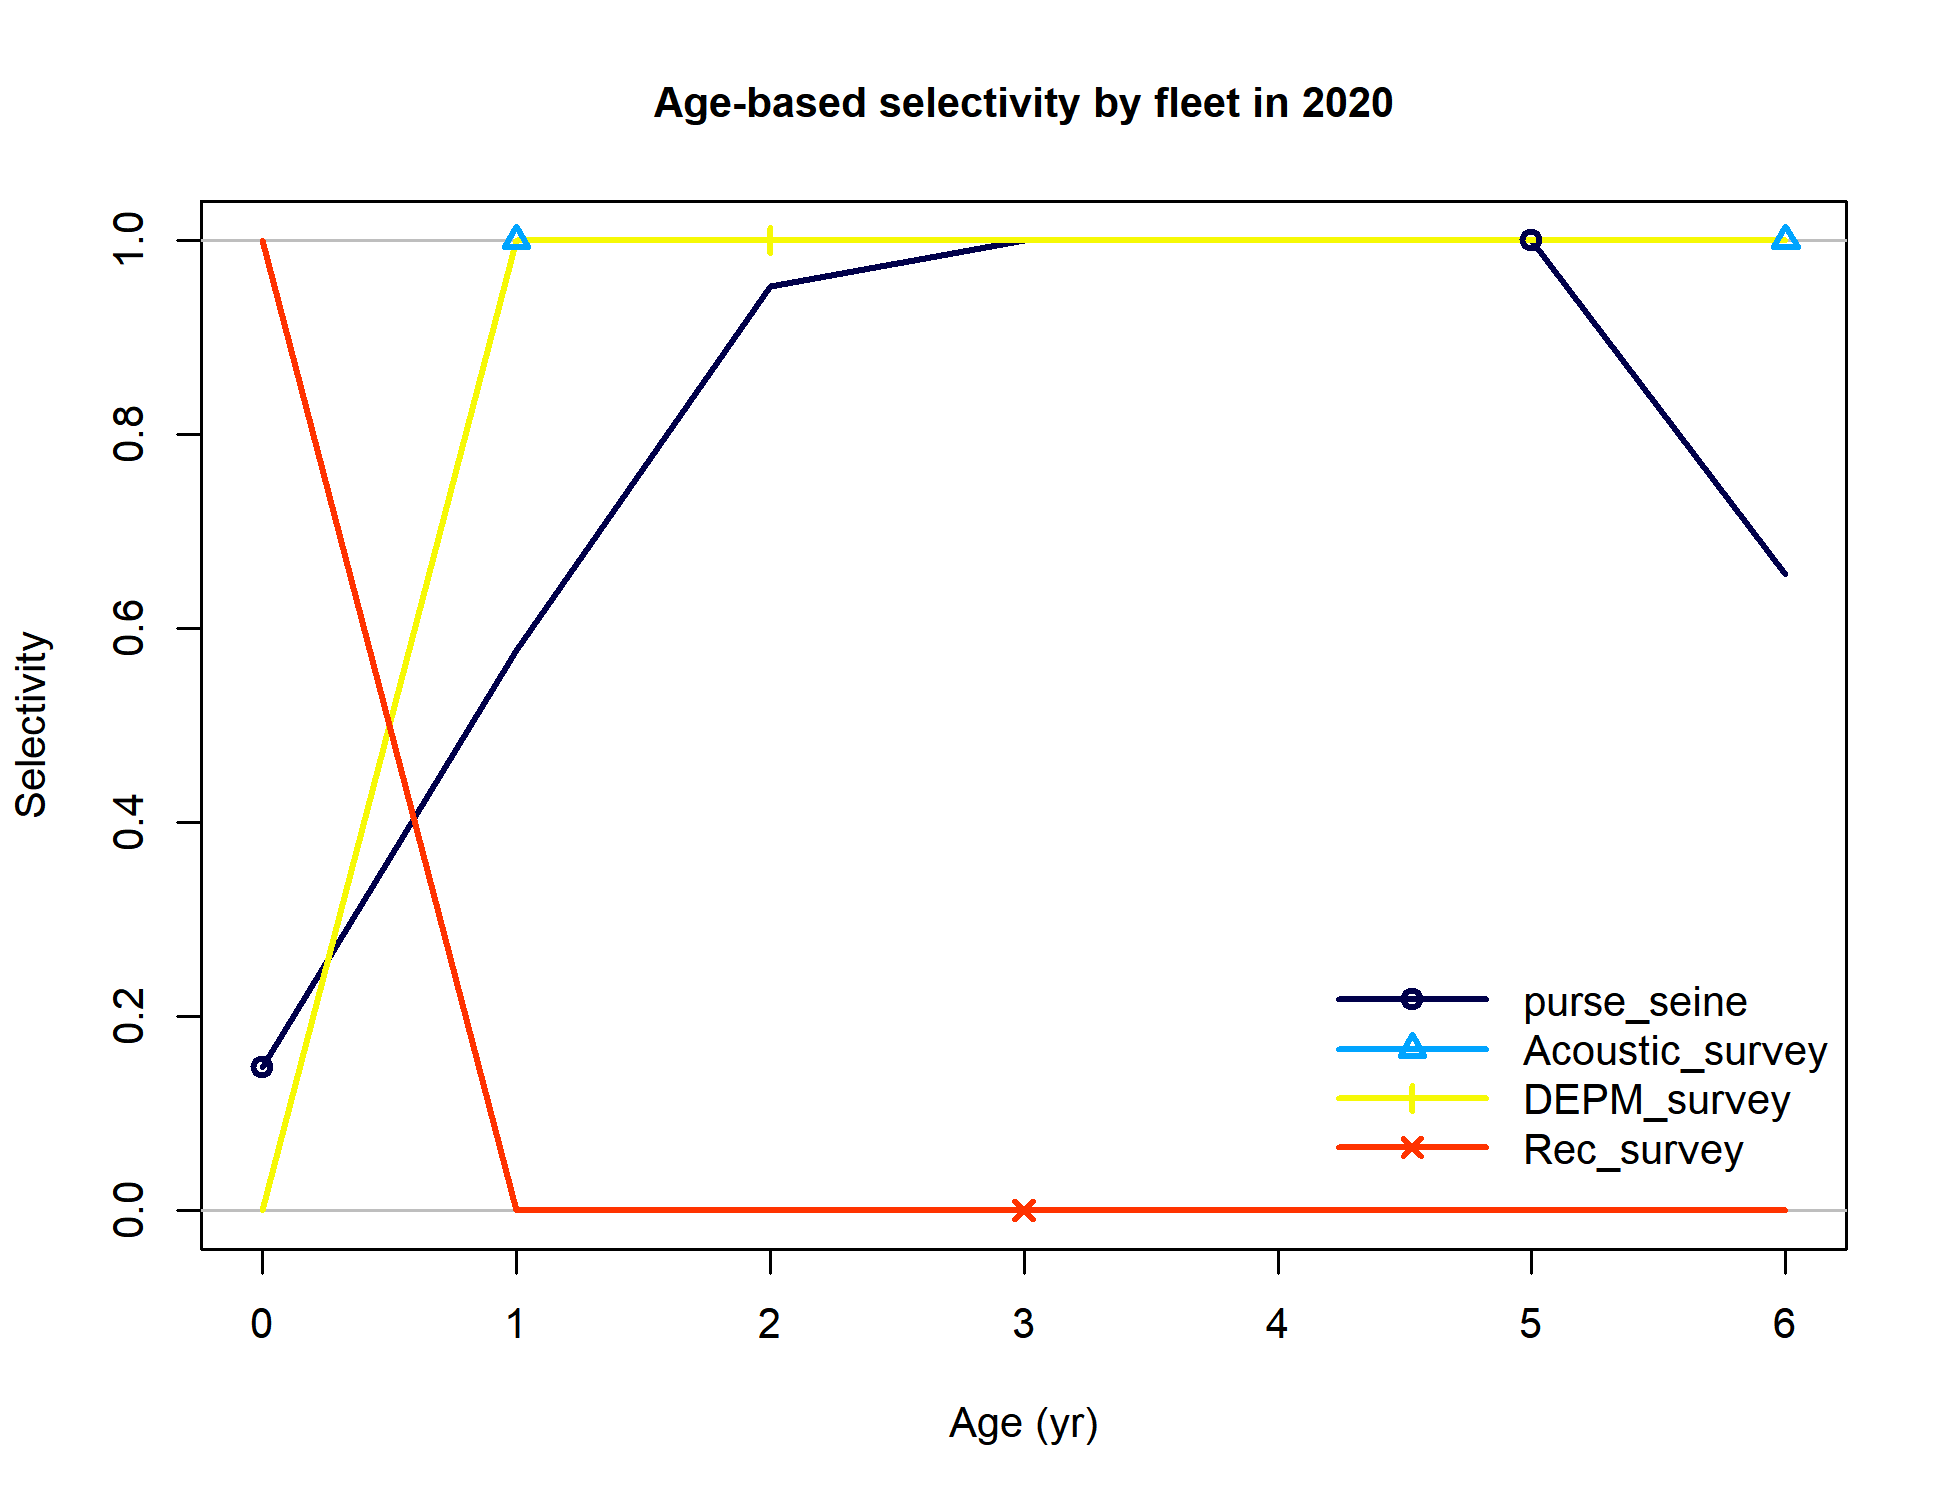 Age-based selectivity by fleet in 2020
Selectivity
1.0
0.8
0.6
0.4
0.2
0.0
purse_seine
Acoustic_survey
DEPM_survey
Rec_survey
0 1 2 3 4 5 6
Age (yr)